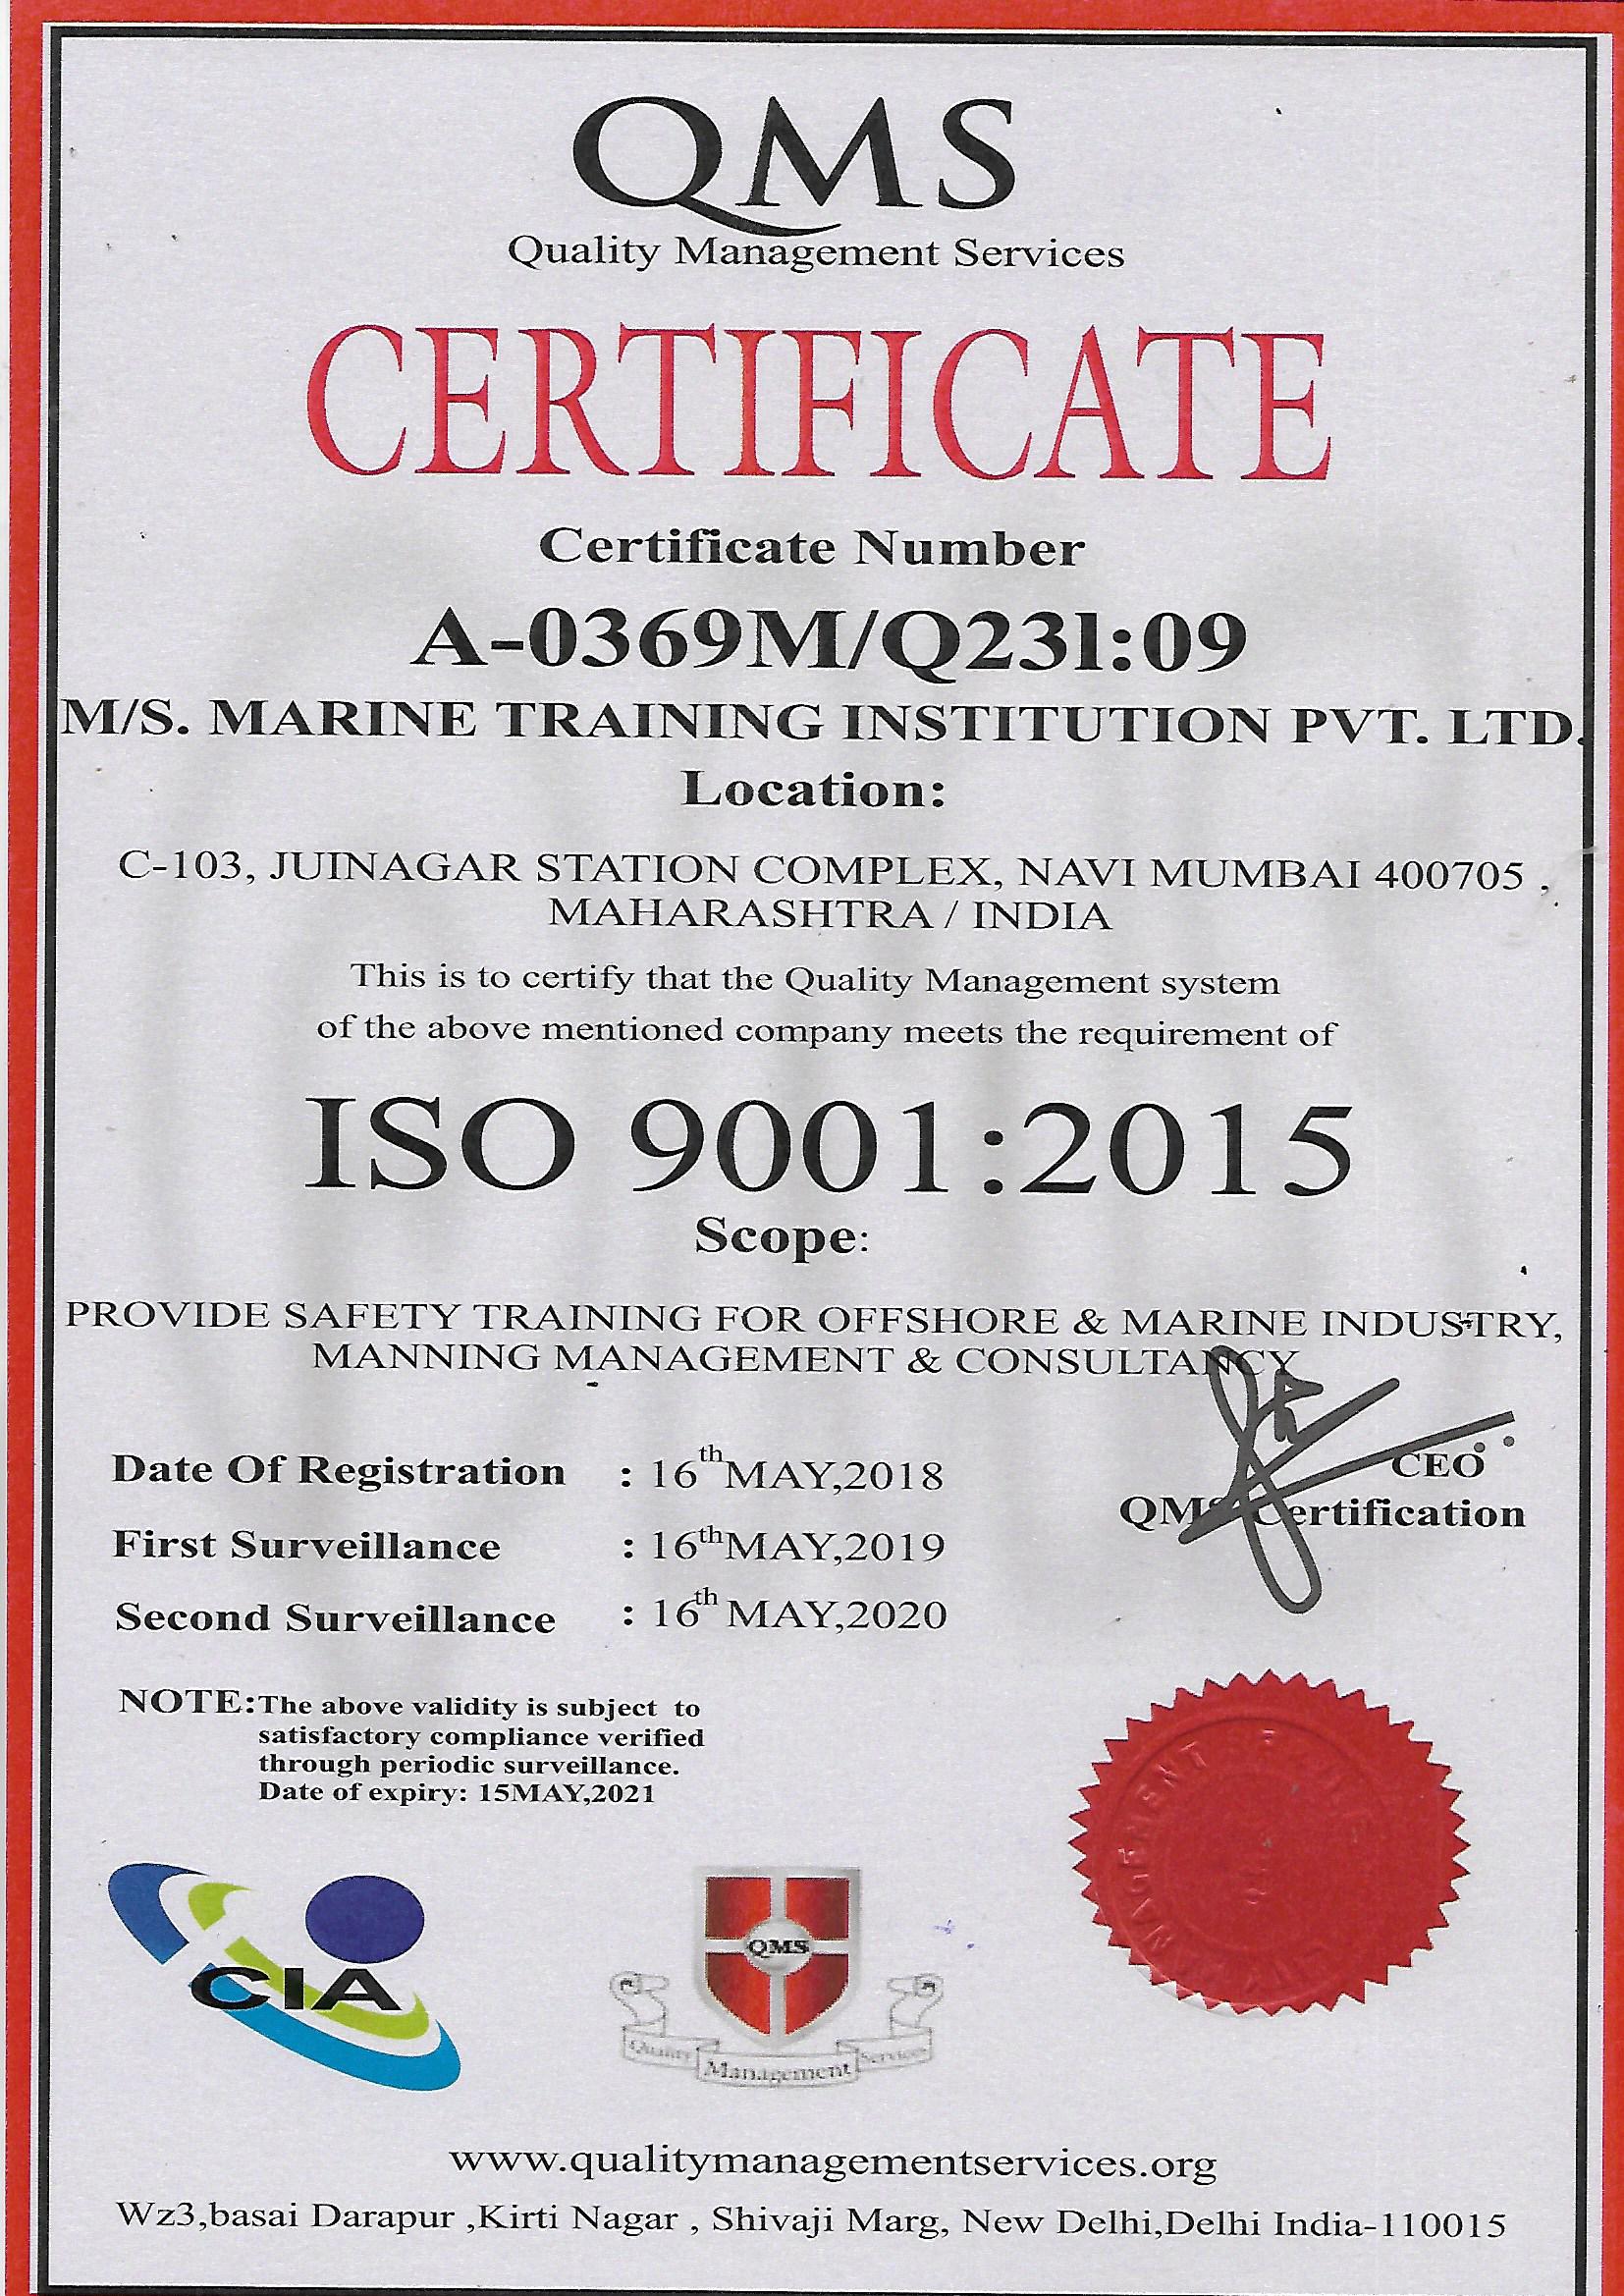 QMS
Quality Management Services
CERTIFICATE
Certificate Number
A-0369M/Q23l:09
M/S. MARINE TRAINING INSTITUTION PVT. LTD.
Location:
C-103, JUINAGAR STATION COMPLEX, NAVI MUMBAI 400705 ,
MAHARASHTRA / INDIA
This is to certify that the Quality Management system
of the above mentioned company meets the requirement of
ISO 9001:2015
Scope:
PROVIDE SAFETY TRAINING FOR OFFSHORE & MARINE INDUSTRY,
MANNING MANAGEMENT & CONSULTANCY
Date Of Registration : 16th MAY,2018
CEO
QMS Certification
First Surveillance : 16th MAY,2019
Second Surveillance : 16th MAY,2020
NOTE:The above validity is subject to
satisfactory compliance verified
through periodic surveillance.
Date of expiry: 15MAY,2021
MANAGEMENT
CIA
QMS
Quality Management Services
www.qualitymanagementservices.org
Wz3,basai Darapur ,Kirti Nagar , Shivaji Marg, New Delhi,Delhi India-110015